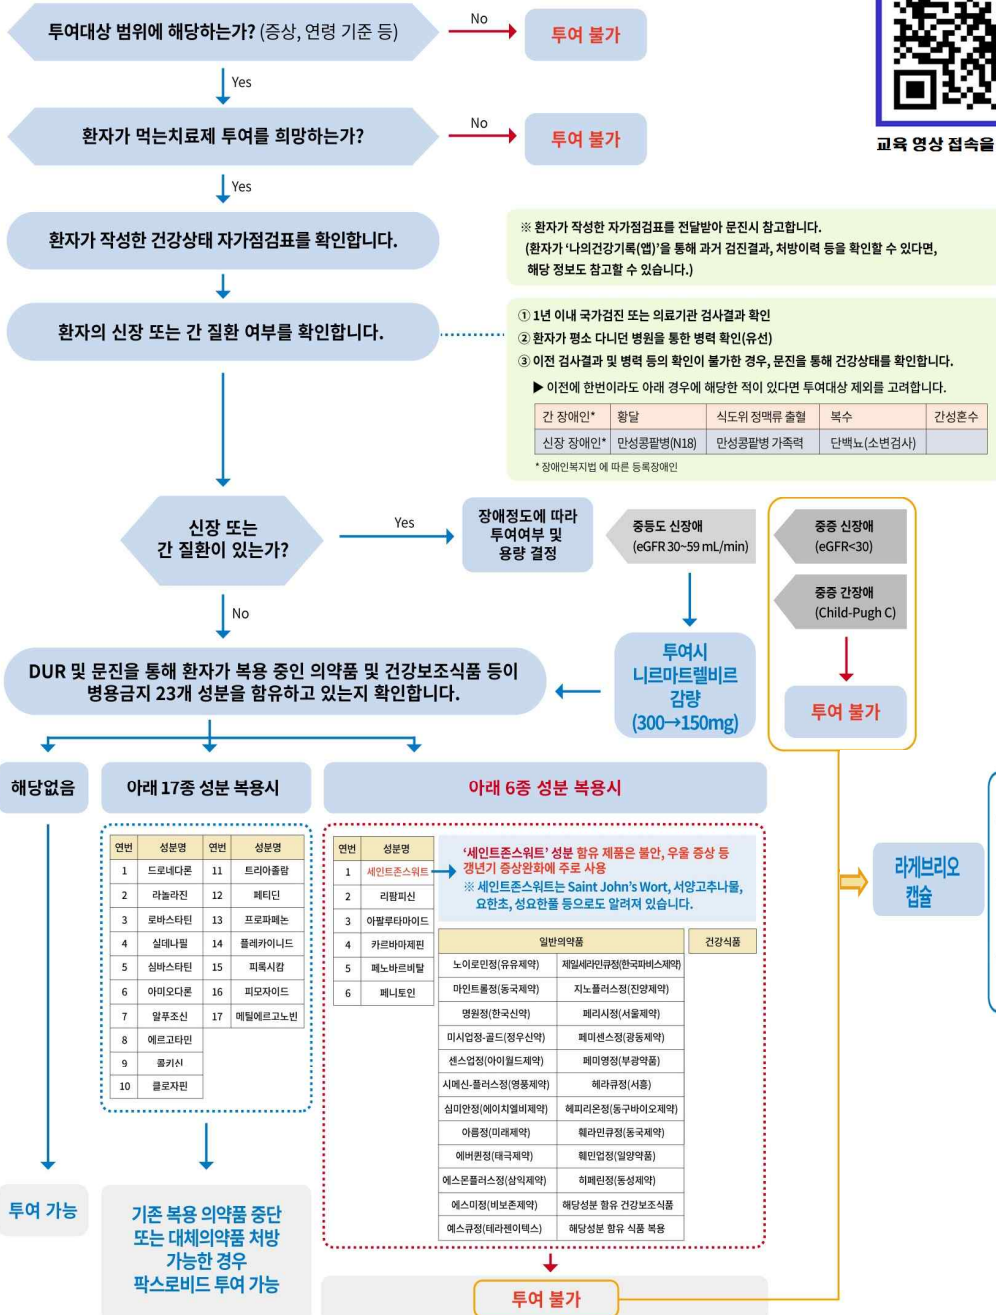 투여대상 범위에 해당하는가? (증상, 연령 기준 등)
No
투여 불가
Yes
교육 영상 접속을
환자가 먹는치료제 투여를 희망하는가?
No
투여 불가
Yes
환자가 작성한 건강상태 자가점검표를 확인합니다.
※ 환자가 작성한 자가점검표를 전달받아 문진시 참고합니다.
(환자가 ‘나의건강기록(앱)’을 통해 과거 검진결과, 처방이력 등을 확인할 수 있다면,
해당 정보도 참고할 수 있습니다.)
환자의 신장 또는 간 질환 여부를 확인합니다.
① 1년 이내 국가검진 또는 의료기관 검사결과 확인
② 환자가 평소 다니던 병원을 통한 병력 확인(유선)
③ 이전 검사결과 및 병력 등의 확인이 불가한 경우, 문진을 통해 건강상태를 확인합니다.
▶ 이전에 한번이라도 아래 경우에 해당한 적이 있다면 투여대상 제외를 고려합니다.
간 장애인* 황달 식도위 정맥류 출혈 복수 간성혼수
신장 장애인* 만성콩팥병(N18) 만성콩팥병 가족력 단백뇨(소변검사)
* 장애인복지법 에 따른 등록장애인
신장 또는
간 질환이 있는가?
Yes
장애정도에 따라
투여여부 및
용량 결정
중등도 신장애
(eGFR 30~59 mL/min)
중증 신장애
(eGFR<30)
중증 간장애
(Child-Pugh C)
No
투여시
니르마트렐비르
감량
(300→150mg)
투여 불가
DUR 및 문진을 통해 환자가 복용 중인 의약품 및 건강보조식품 등이
병용금지 23개 성분을 함유하고 있는지 확인합니다.
해당없음
아래 17종 성분 복용시
아래 6종 성분 복용시
연번 성분명 연번 성분명
1 드로네다론 11 트리아졸람
2 라놀라진 12 페티딘
3 로바스타틴 13 프로파페논
4 실데나필 14 플레카이니드
5 심바스타틴 15 피록시캄
6 아미오다론 16 피모자이드
7 알푸조신 17 메틸에르고노빈
8 에르고타민
9 콜키신
10 클로자핀
연번 성분명
1 세인트존스워트
2 리팜피신
3 아팔루타마이드
4 카르바마제핀
5 페노바르비탈
6 페니토인
‘세인트존스워트’ 성분 함유 제품은 불안, 우울 증상 등
갱년기 증상완화에 주로 사용
※ 세인트존스워트는 Saint John’s Wort, 서양고추나물,
요한초, 성요한풀 등으로도 알려져 있습니다.
일반의약품 건강식품
노이로민정(유유제약) 제일세라민큐정(한국파비스제약)
마인트롤정(동국제약) 지노플러스정(진양제약)
명원정(한국신약) 페리시정(서울제약)
미시업정-골드(정우신약) 페미센스정(광동제약)
센스업정(아이월드제약) 페미영정(부광약품)
시메신-플러스정(영풍제약) 헤라큐정(서흥)
심미안정(에이치엘비제약) 헤피리온정(동구바이오제약)
아름정(미래제약) 훼라민큐정(동국제약)
에버퀸정(태극제약) 훼민업정(일양약품)
에스몬플러스정(삼익제약) 히페린정(동성제약)
에스미정(비보존제약) 해당성분 함유 건강보조식품
예스큐정(테라젠이텍스) 해당성분 함유 식품 복용
라게브리오
캡슐
투여 가능
기존 복용 의약품 중단
또는 대체의약품 처방
가능한 경우
팍스로비드 투여 가능
투여 불가